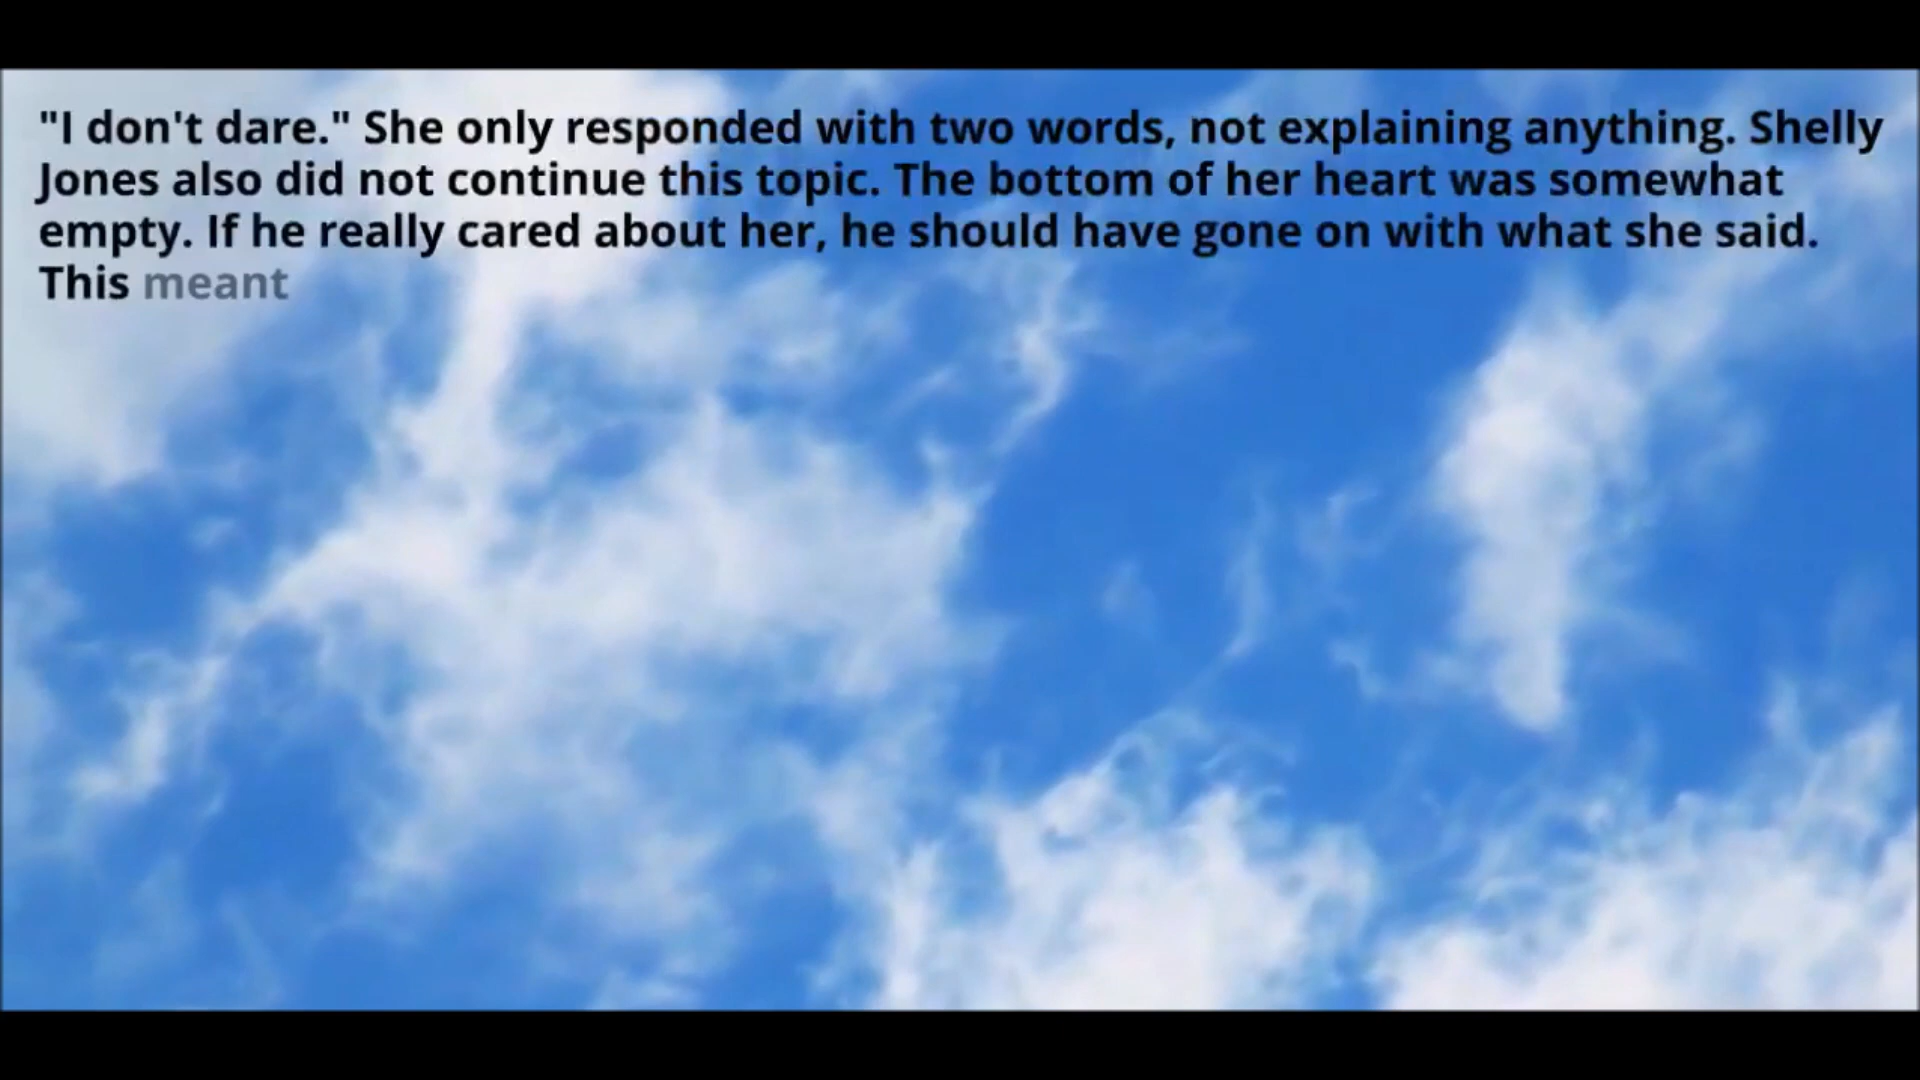 "I don't dare." She only responded with two words, not explaining anything. Shelly
Jones also did not continue this topic. The bottom of her heart was somewhat
empty. If he really cared about her, he should have gone on with what she said.
This meant